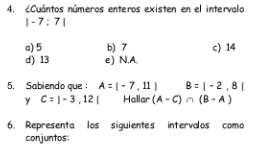 4. ¿Cuántos números enteros existen en el intervalo
] - 7 ; 7 [
a) 5 b) 7 c) 14
d) 13 e) N.A.
5. Sabiendo que : A = [ - 7 , 11 ] B = [ - 2 , 8 [
y C = ] - 3 , 12 [ Hallar (A - C) ∩ (B - A )
6. Representa los siguientes intervalos como
conjuntos: